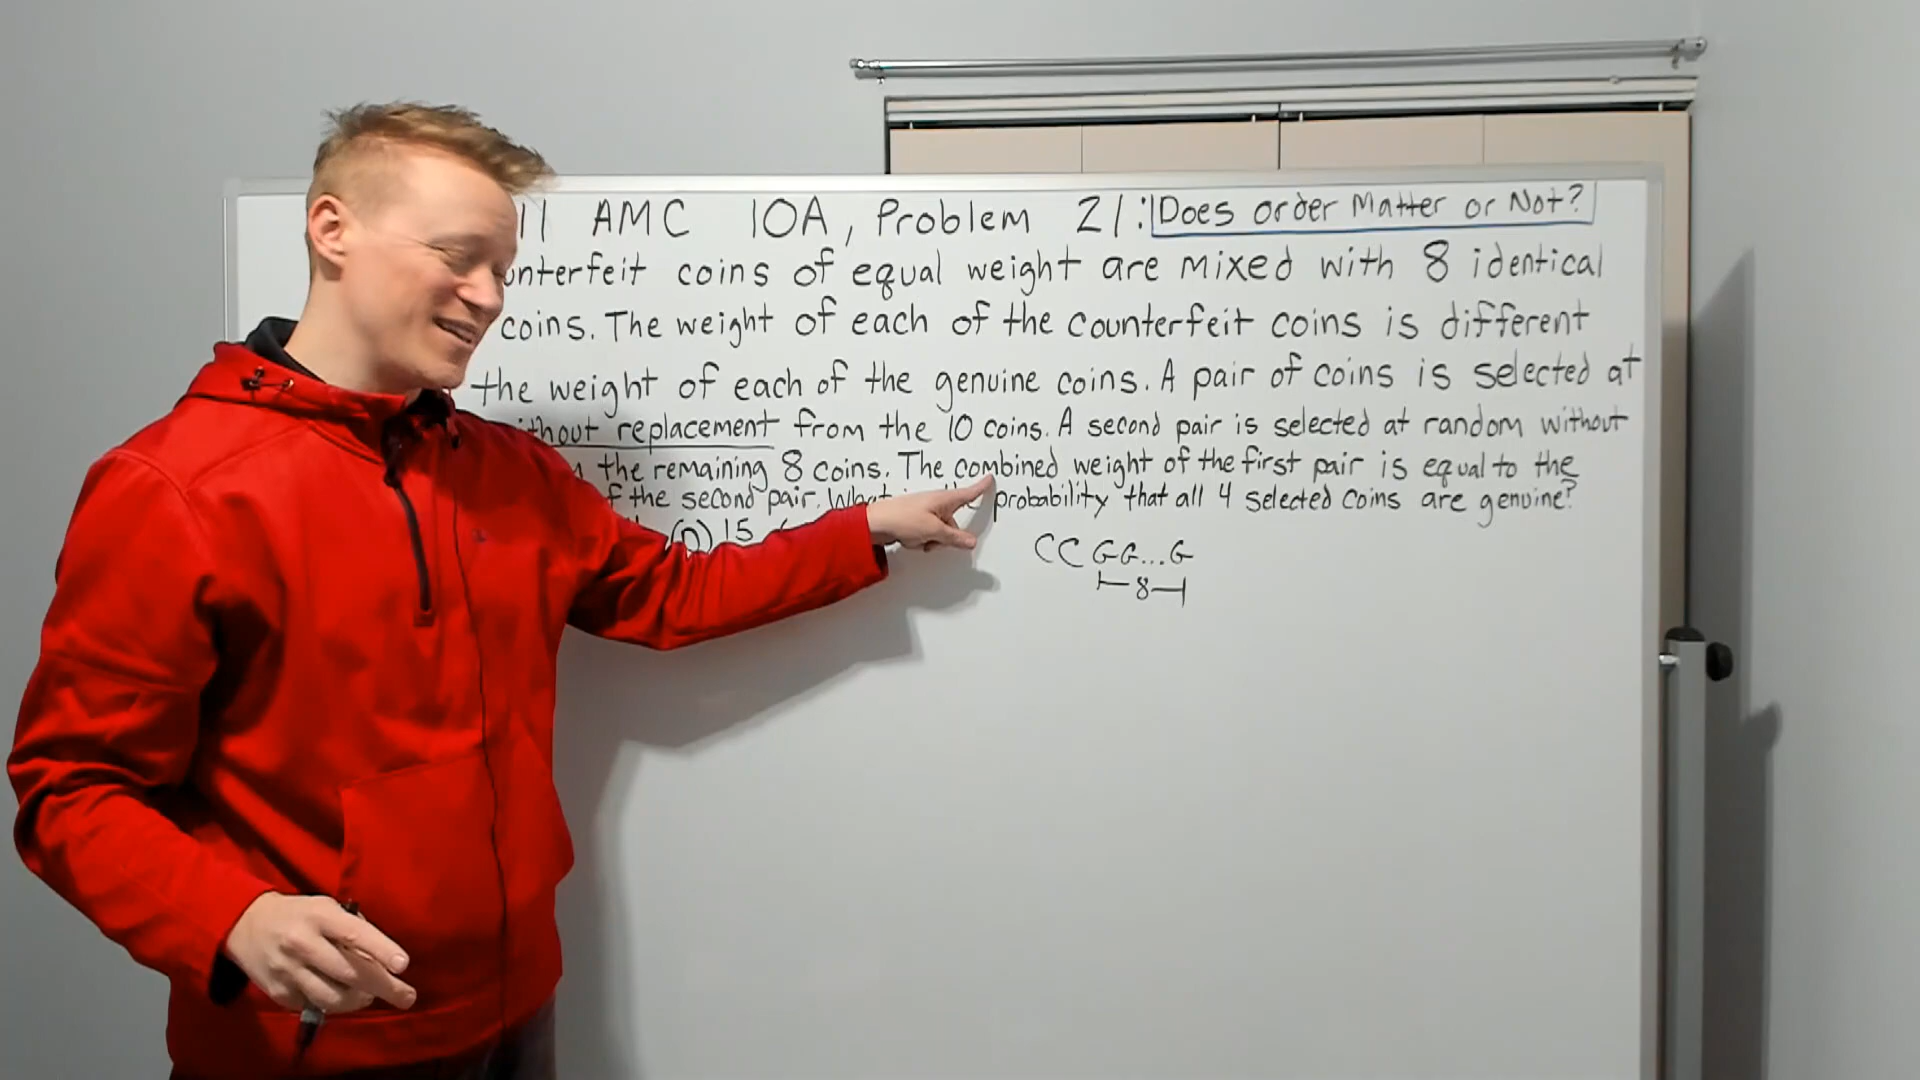 11 AMC 10A, Problem 21: Does order Matter or Not?
unterfeit coins of equal weight are mixed with 8 identical
coins. The weight of each of the counterfeit coins is different
the weight of each of the genuine coins. A pair of coins is selected at
thout replacement from the 10 coins. A second pair is selected at random without
the remaining 8 coins. The combined weight of the first pair is equal to the
f the second pair. What probability that all 4 selected coins are genuine?
(D) 15
CC GG...G
8